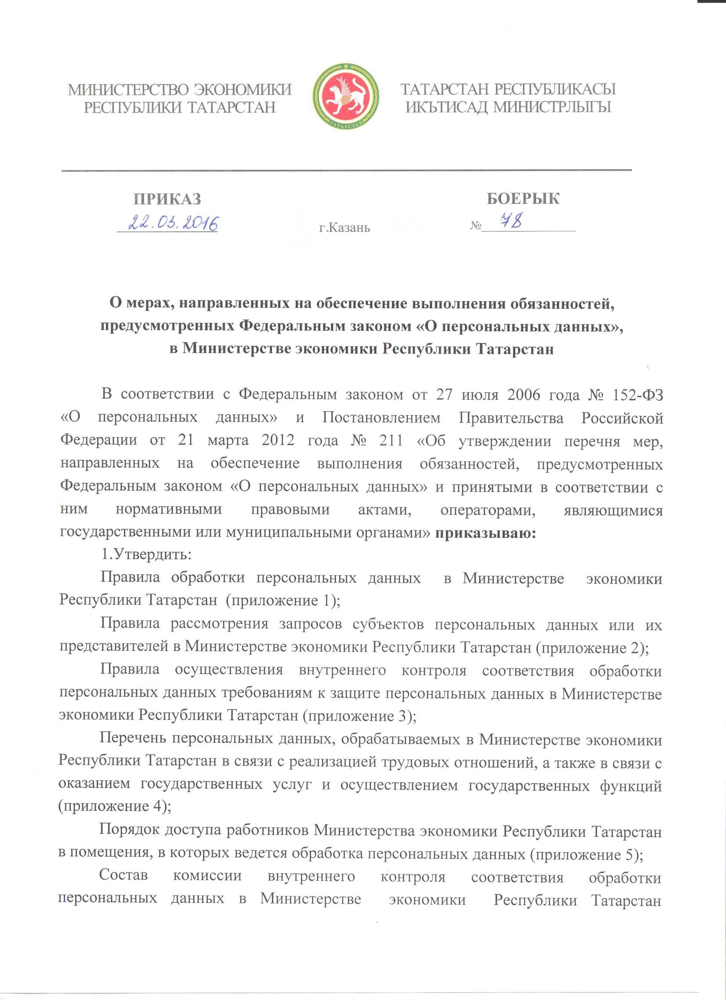 МИНИСТЕРСТВО ЭКОНОМИКИ
РЕСПУБЛИКИ ТАТАРСТАН
ТАТАРСТАН
ТАТАРСТАН РЕСПУБЛИКАСЫ
ИКЪТИСАД МИНИСТРЛЫГЫ
ПРИКАЗ
БОЕРЫК
22.03.2016
г.Казань
№ 78
О мерах, направленных на обеспечение выполнения обязанностей,
предусмотренных Федеральным законом «О персональных данных»,
в Министерстве экономики Республики Татарстан
В соответствии с Федеральным законом от 27 июля 2006 года № 152-ФЗ
«О персональных данных» и Постановлением Правительства Российской
Федерации от 21 марта 2012 года № 211 «Об утверждении перечня мер,
направленных на обеспечение выполнения обязанностей, предусмотренных
Федеральным законом «О персональных данных» и принятыми в соответствии с
ним нормативными правовыми актами, операторами, являющимися
государственными или муниципальными органами» приказываю:
1.Утвердить:
Правила обработки персональных данных в Министерстве экономики
Республики Татарстан (приложение 1);
Правила рассмотрения запросов субъектов персональных данных или их
представителей в Министерстве экономики Республики Татарстан (приложение 2);
Правила осуществления внутреннего контроля соответствия обработки
персональных данных требованиям к защите персональных данных в Министерстве
экономики Республики Татарстан (приложение 3);
Перечень персональных данных, обрабатываемых в Министерстве экономики
Республики Татарстан в связи с реализацией трудовых отношений, а также в связи с
оказанием государственных услуг и осуществлением государственных функций
(приложение 4);
Порядок доступа работников Министерства экономики Республики Татарстан
в помещения, в которых ведется обработка персональных данных (приложение 5);
Состав комиссии внутреннего контроля соответствия обработки
персональных данных в Министерстве экономики Республики Татарстан